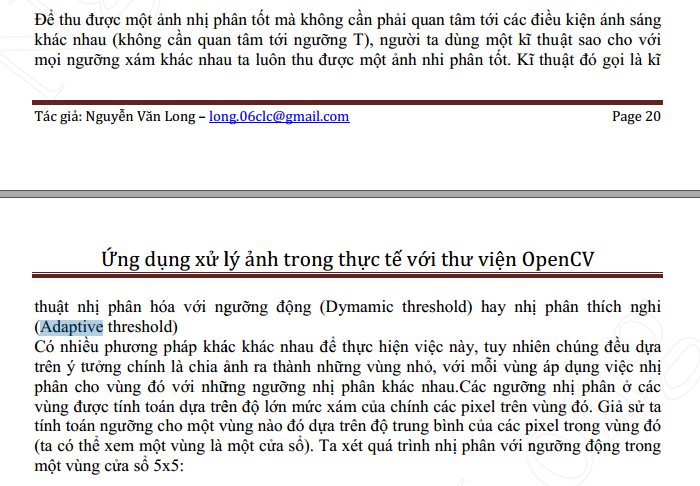 Để thu được một ảnh nhị phân tốt mà không cần phải quan tâm tới các điều kiện ánh sáng
khác nhau (không cần quan tâm tới ngưỡng T), người ta dùng một kĩ thuật sao cho với
mọi ngưỡng xám khác nhau ta luôn thu được một ảnh nhi phân tốt. Kĩ thuật đó gọi là kĩ
Tác giả: Nguyễn Văn Long – long.06clc@gmail.com Page 20
Ứng dụng xử lý ảnh trong thực tế với thư viện OpenCV
thuật nhị phân hóa với ngưỡng động (Dymamic threshold) hay nhị phân thích nghi
(Adaptive threshold)
Có nhiều phương pháp khác khác nhau để thực hiện việc này, tuy nhiên chúng đều dựa
trên ý tưởng chính là chia ảnh ra thành những vùng nhỏ, với mỗi vùng áp dụng việc nhị
phân cho vùng đó với những ngưỡng nhị phân khác nhau.Các ngưỡng nhị phân ở các
vùng được tính toán dựa trên độ lớn mức xám của chính các pixel trên vùng đó. Giả sử ta
tính toán ngưỡng cho một vùng nào đó dựa trên độ trung bình của các pixel trong vùng đó
(ta có thể xem một vùng là một cửa sổ). Ta xét quá trình nhị phân với ngưỡng động trong
một vùng cửa sổ 5x5: